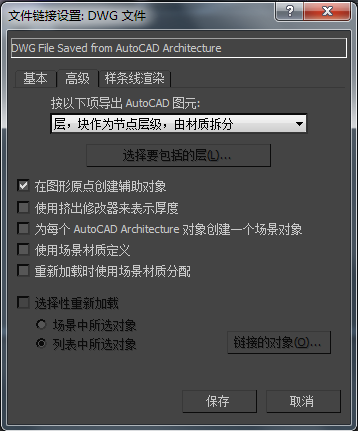 文件链接设置: DWG 文件
DWG File Saved from AutoCAD Architecture
基本 高级 样条线渲染
按以下项导出 AutoCAD 图元:
层，块作为节点层级，由材质拆分
选择要包括的层(L)...
在图形原点创建辅助对象
使用挤出修改器来表示厚度
为每个 AutoCAD Architecture 对象创建一个场景对象
使用场景材质定义
重新加载时使用场景材质分配
选择性重新加载
场景中所选对象
列表中所选对象
链接的对象(O)...
保存 取消